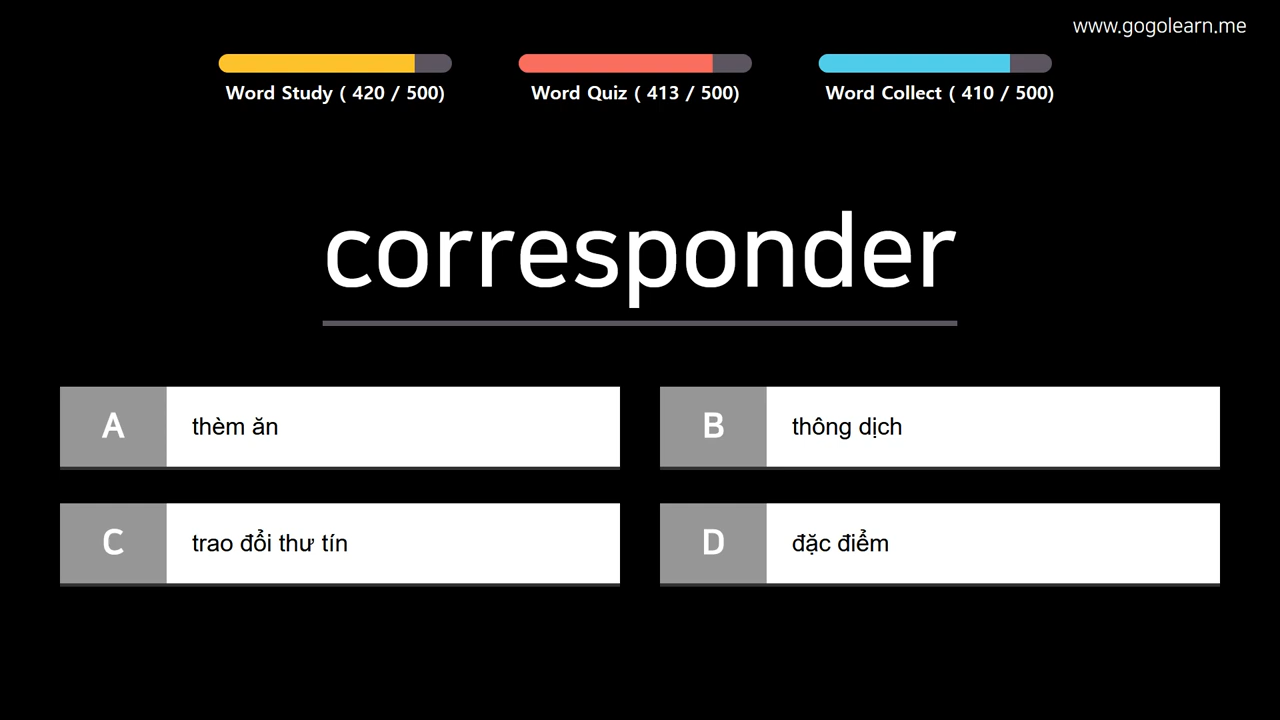 www.gogolearn.me
Word Study ( 420 / 500)
Word Quiz ( 413 / 500)
Word Collect ( 410 / 500)
corresponder
A
thèm ăn
B
thông dịch
C
trao đổi thư tín
D
đặc điểm